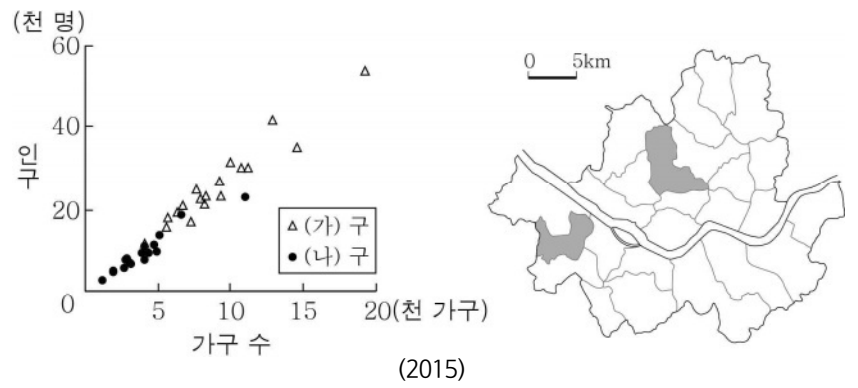 (천 명)
60
40
20
0
인구
5
10
15
20(천 가구)
가구 수
△ (가) 구
● (나) 구
0 5km
(2015)